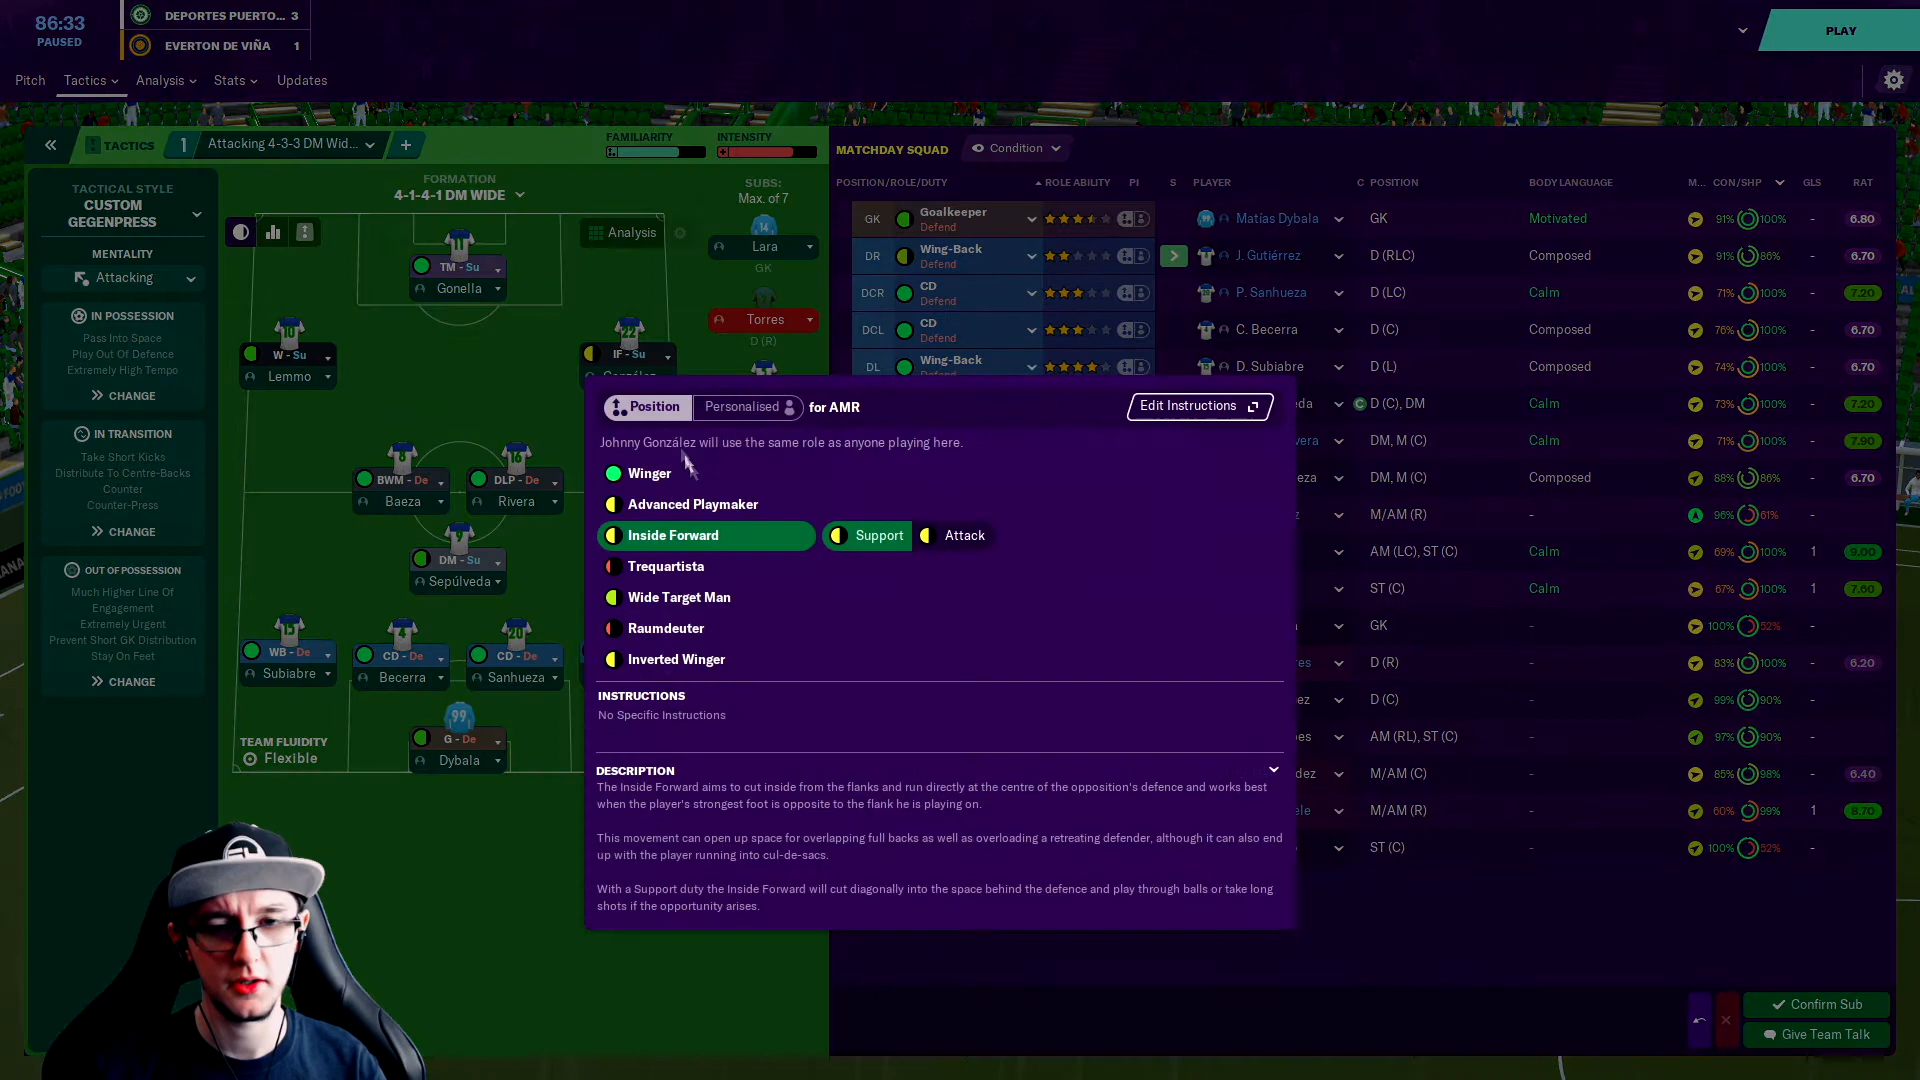 86:33
PAUSED
DEPORTES PUERTO... 3
EVERTON DE VIÑA 1
PLAY
Pitch Tactics Analysis Stats Updates
TACTICS 1 Attacking 4-3-3 DM Wid... +
FAMILIARITY INTENSITY
TACTICAL STYLE
CUSTOM
GEGENPRESS
MENTALITY
Attacking
IN POSSESSION
Pass Into Space
Play Out Of Defence
Extremely High Tempo
CHANGE
IN TRANSITION
Take Short Kicks
Distribute To Centre-Backs
Counter
Counter-Press
CHANGE
OUT OF POSSESSION
Much Higher Line Of
Engagement
Extremely Urgent
Prevent Short GK Distribution
Stay On Feet
CHANGE
FORMATION
4-1-4-1 DM WIDE
Analysis
TM - Su
Gonella
10
W - Su
Lemmo
22
IF - Su
González
8
BWM - De
Baeza
16
DLP - De
Rivera
DM - Su
Sepúlveda
15
WB - De
Subiabre
4
CD - De
Becerra
20
CD - De
Sanhueza
99
G - De
Dybala
TEAM FLUIDITY
Flexible
SUBS:
Max. of 7
14
Lara
GK
Torres
D (R)
MATCHDAY SQUAD Condition
POSITION/ROLE/DUTY ROLE ABILITY PI S PLAYER C POSITION BODY LANGUAGE M... CON/SHP GLS RAT
GK Goalkeeper Defend Matías Dybala GK Motivated 91% 100% - 6.80
DR Wing-Back Defend J. Gutiérrez D (RLC) Composed 91% 86% - 6.70
DCR CD Defend P. Sanhueza D (LC) Calm 71% 100% - 7.20
DCL CD Defend C. Becerra D (C) Composed 76% 100% - 6.70
DL Wing-Back D. Subiabre D (L) Composed 74% 100% - 6.70
eda C D (C), DM Calm 73% 100% - 7.20
vera DM, M (C) Calm 71% 100% - 7.90
eza DM, M (C) Composed 88% 86% - 6.70
M/AM (R) 96% 61% -
AM (LC), ST (C) Calm 69% 100% 1 9.00
ST (C) Calm 67% 100% 1 7.60
GK - 100% 52% -
res D (R) - 83% 100% - 6.20
ez D (C) - 99% 90% -
es AM (RL), ST (C) - 97% 90% -
dez M/AM (C) - 85% 98% - 6.40
ele M/AM (R) - 60% 99% 1 8.70
ST (C) - 100% 52% -
Position Personalised for AMR Edit Instructions
Johnny González will use the same role as anyone playing here.
Winger
Advanced Playmaker
Inside Forward Support Attack
Trequartista
Wide Target Man
Raumdeuter
Inverted Winger
INSTRUCTIONS
No Specific Instructions
DESCRIPTION
The Inside Forward aims to cut inside from the flanks and run directly at the centre of the opposition's defence and works best
when the player's strongest foot is opposite to the flank he is playing on.
This movement can open up space for overlapping full backs as well as overloading a retreating defender, although it can also end
up with the player running into cul-de-sacs.
With a Support duty the Inside Forward will cut diagonally into the space behind the defence and play through balls or take long
shots if the opportunity arises.
Confirm Sub
Give Team Talk